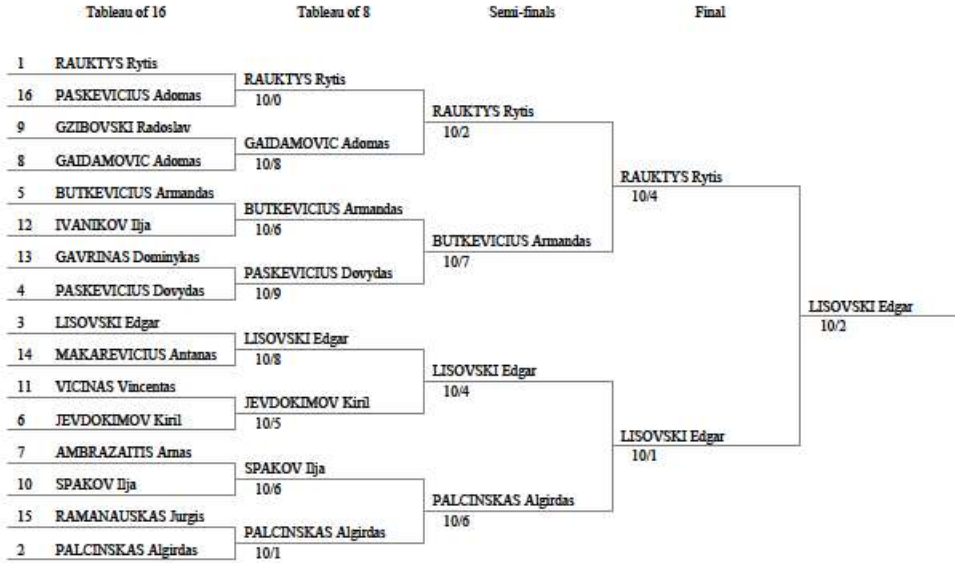 Tableau of 16 Tableau of 8 Semi-finals Final
1 RAUKTYS Rytis
RAUKTYS Rytis
16 PASKEVICIUS Adomas
10/0
RAUKTYS Rytis
9 GZIBOVSKI Radoslav
10/2
GAIDAMOVIC Adomas
8 GAIDAMOVIC Adomas
10/8
RAUKTYS Rytis
5 BUTKEVICIUS Armandas
10/4
BUTKEVICIUS Armandas
12 IVANIKOV Ilja
10/6
BUTKEVICIUS Armandas
13 GAVRINAS Dominykas
10/7
PASKEVICIUS Dovydas
4 PASKEVICIUS Dovydas
10/9
LISOVSKI Edgar
3 LISOVSKI Edgar
10/2
LISOVSKI Edgar
14 MAKAREVICIUS Antanas
10/8
LISOVSKI Edgar
11 VICINAS Vincentas
10/4
JEVDOKIMOV Kiril
6 JEVDOKIMOV Kiril
10/5
LISOVSKI Edgar
7 AMBRAZAITIS Arnas
10/1
SPAKOV Ilja
10 SPAKOV Ilja
10/6
PALCINSKAS Algirdas
15 RAMANAUSKAS Jurgis
10/6
PALCINSKAS Algirdas
2 PALCINSKAS Algirdas
10/1